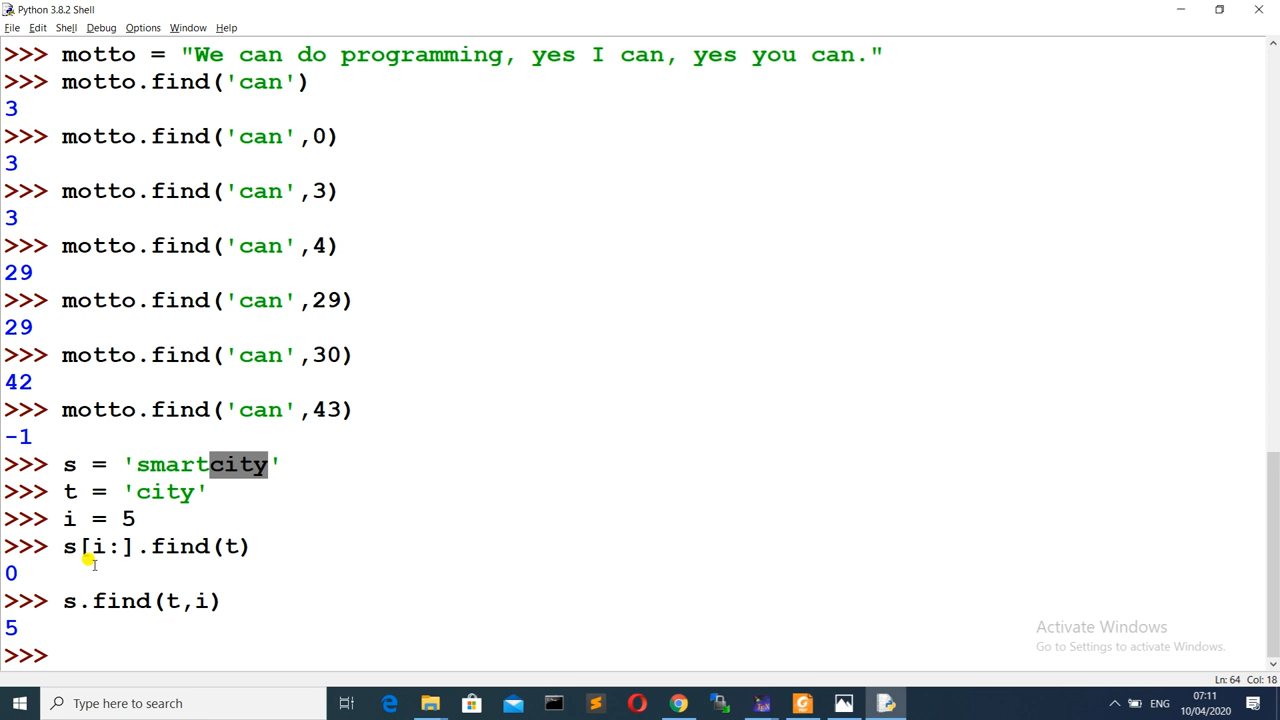 Python 3.8.2 Shell
File Edit Shell Debug Options Window Help
>>> motto = "We can do programming, yes I can, yes you can."
>>> motto.find('can')
3
>>> motto.find('can',0)
3
>>> motto.find('can',3)
3
>>> motto.find('can',4)
29
>>> motto.find('can',29)
29
>>> motto.find('can',30)
42
>>> motto.find('can',43)
-1
>>> s = 'smartcity'
>>> t = 'city'
>>> i = 5
>>> s[i:].find(t)
0
>>> s.find(t,i)
5
>>>
Activate Windows
Go to Settings to activate Windows.
Ln: 64 Col: 18
Type here to search
ENG
07:11
10/04/2020